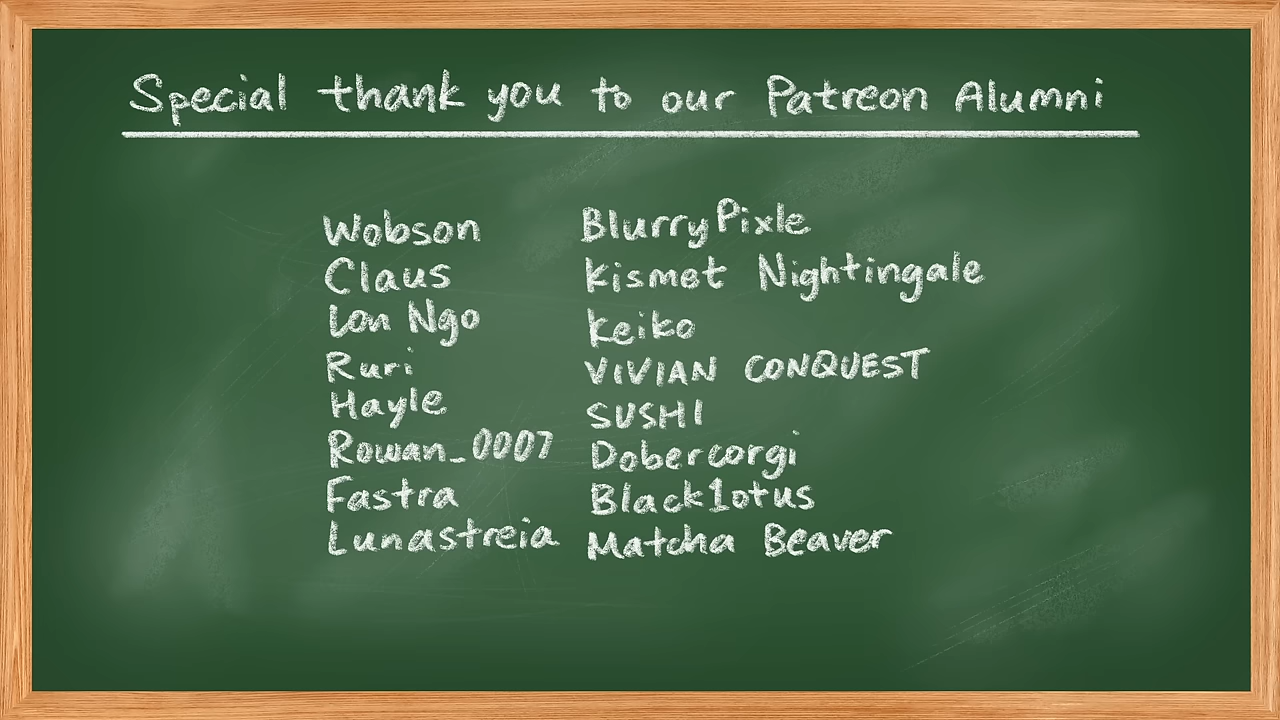 Special thank you to our Patreon Alumni
Wobson
Claus
Lon Ngo
Ruri
Hayle
Rowan_0007
Fastra
Lunastreia
BlurryPixle
Kismet Nightingale
Keiko
VIVIAN CONQUEST
SUSHI
Dobercorgi
Black1otus
Matcha Beaver